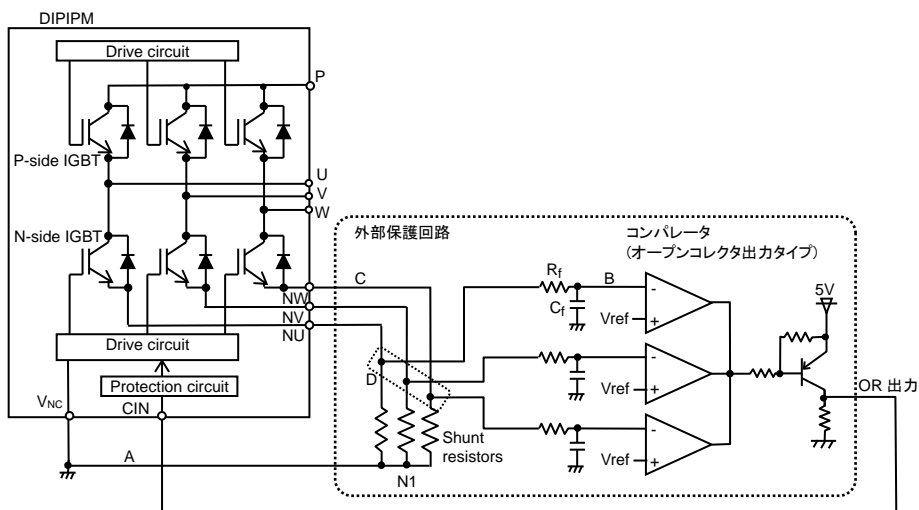 DIPIPM
Drive circuit
P
P-side IGBT
U
V
W
N-side IGBT
外部保護回路
コンパレータ
(オープンコレクタ出力タイプ)
C
Rf
B
-
5V
NW
Cf
Vref
+
NV
NU
Drive circuit
-
D
Vref
+
Protection circuit
OR 出力
VNC
CIN
-
Shunt
resistors
A
Vref
+
N1